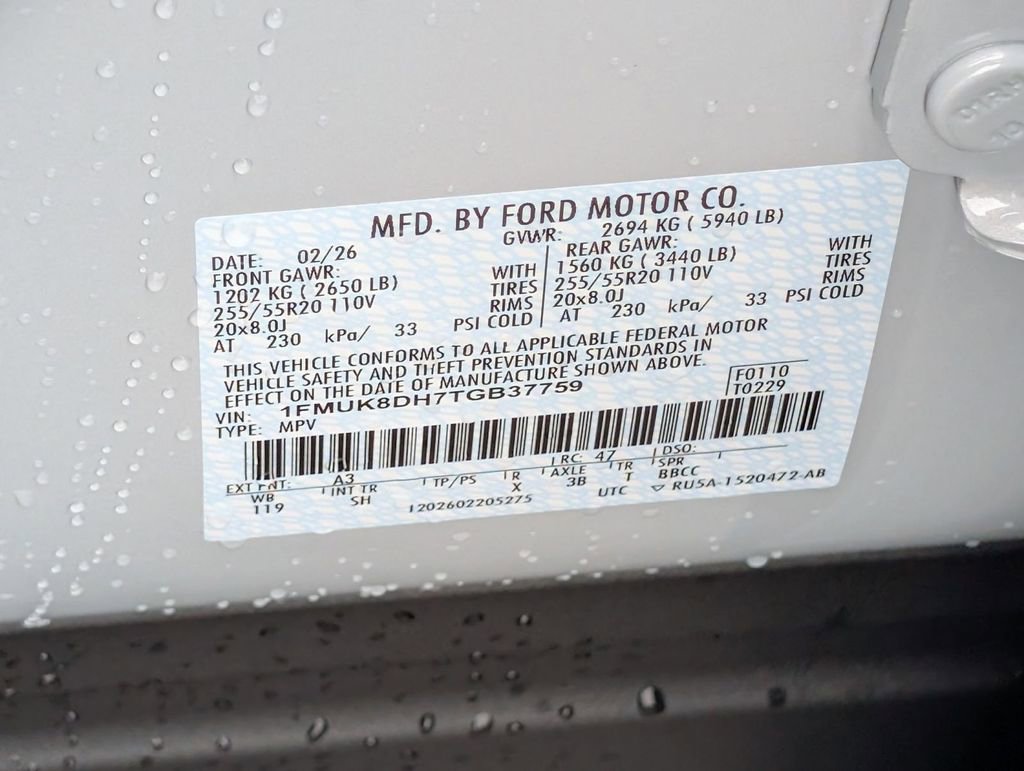 MFD. BY FORD MOTOR CO.
DATE: 02/26 GVWR: 2694 KG ( 5940 LB)
FRONT GAWR: REAR GAWR:
1202 KG ( 2650 LB) WITH 1560 KG ( 3440 LB) WITH
255/55R20 110V TIRES 255/55R20 110V TIRES
20x8.0J RIMS 20x8.0J RIMS
AT 230 kPa/ 33 PSI COLD AT 230 kPa/ 33 PSI COLD
THIS VEHICLE CONFORMS TO ALL APPLICABLE FEDERAL MOTOR
VEHICLE SAFETY AND THEFT PREVENTION STANDARDS IN
EFFECT ON THE DATE OF MANUFACTURE SHOWN ABOVE.
VIN: 1FMUK8DH7TGB37759 F0110
TYPE: MPV T0229
EXT PNT: A3 RC: 47 DSO:
WB INT TR TP/PS R AXLE TR SPR
119 SH X 3B T BBCC
1202602205275 UTC ▽ RU5A-1520472-AB